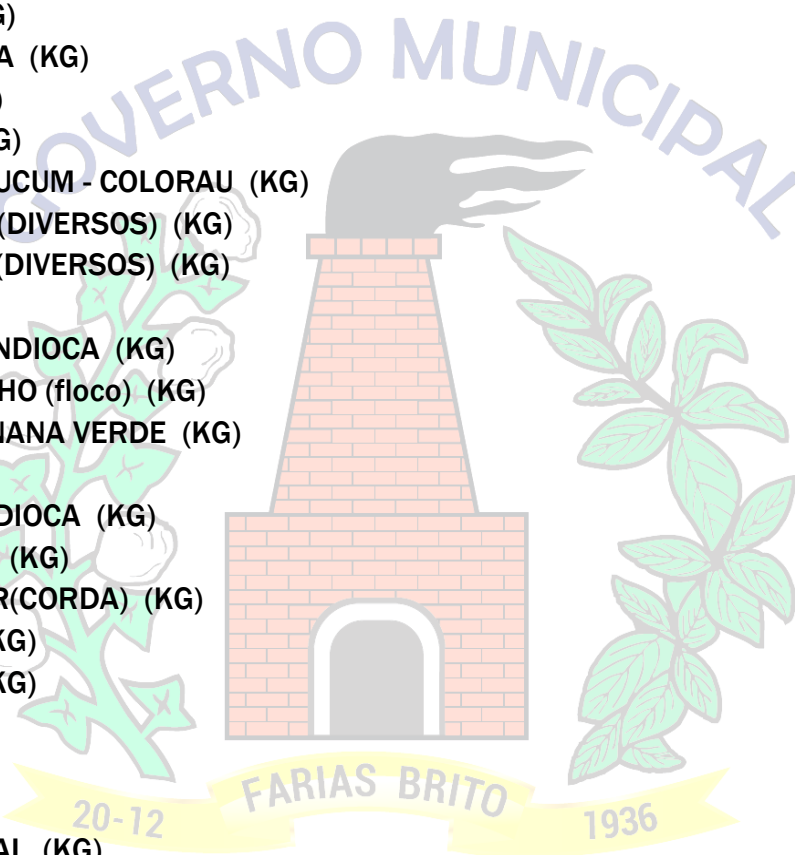 G)
A (KG)
)
G)
UCUM - COLORAU (KG)
(DIVERSOS) (KG)
(DIVERSOS) (KG)
NDIOCA (KG)
HO (floco) (KG)
NANA VERDE (KG)
DIOCA (KG)
(KG)
R(CORDA) (KG)
KG)
KG)
AL (KG)
GOVERNO MUNICIPAL
FARIAS BRITO
20-12
1936